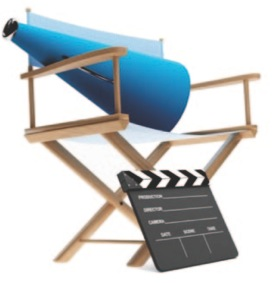 PRODUCTION
DIRECTOR
CAMERA
DATE SCENE TAKE